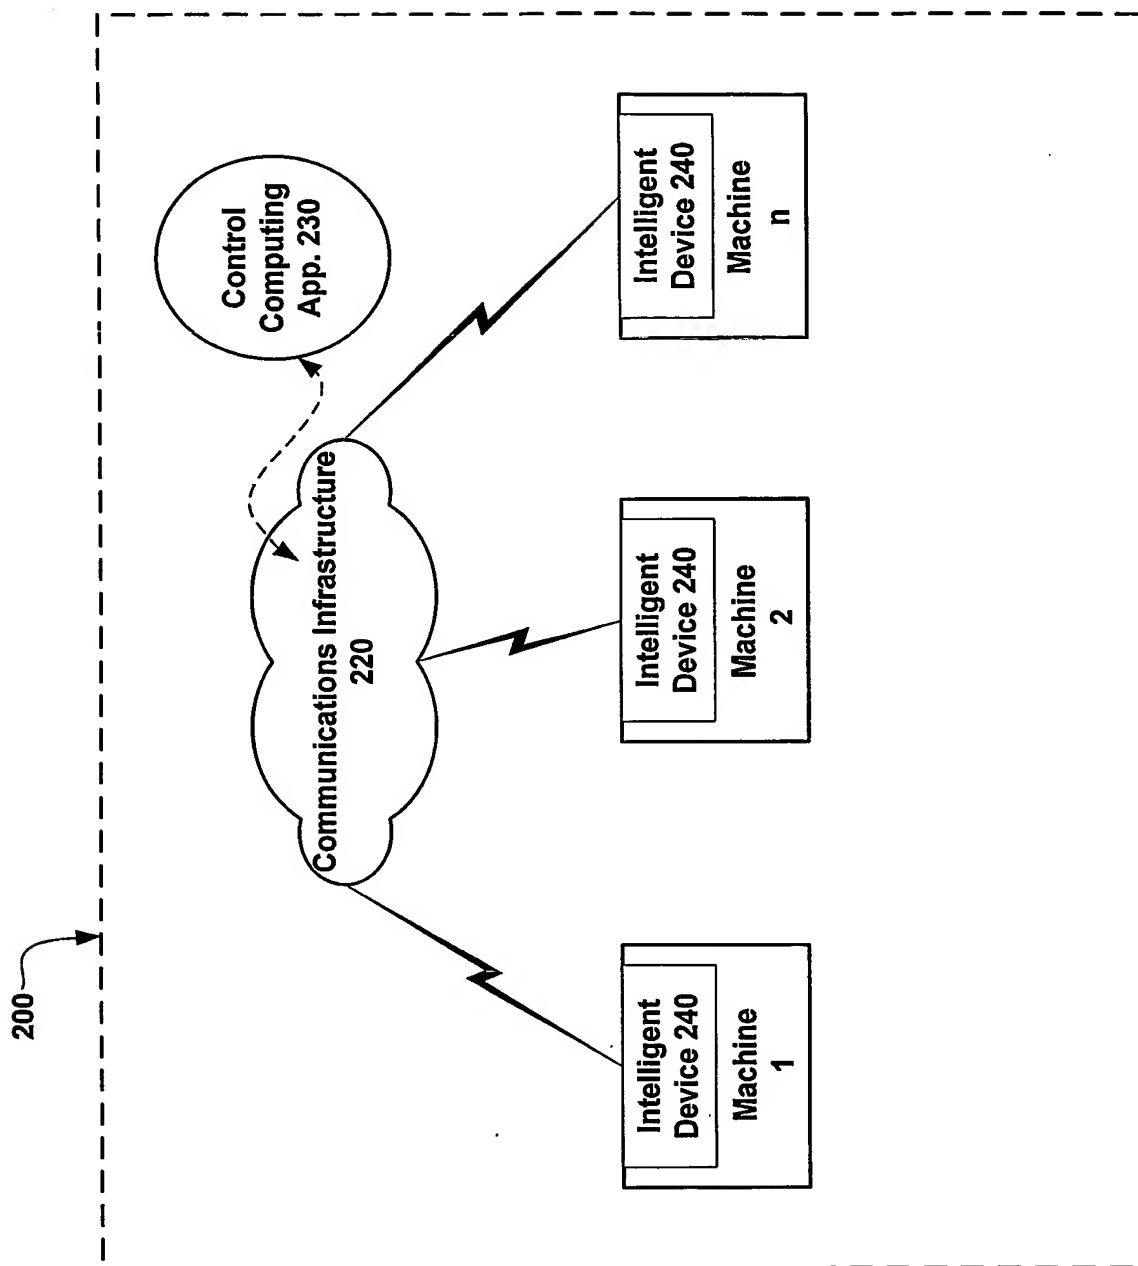 200
Control
Computing
App. 230
Communications Infrastructure
220
Intelligent
Device 240
Machine
1
Intelligent
Device 240
Machine
2
Intelligent
Device 240
Machine
n